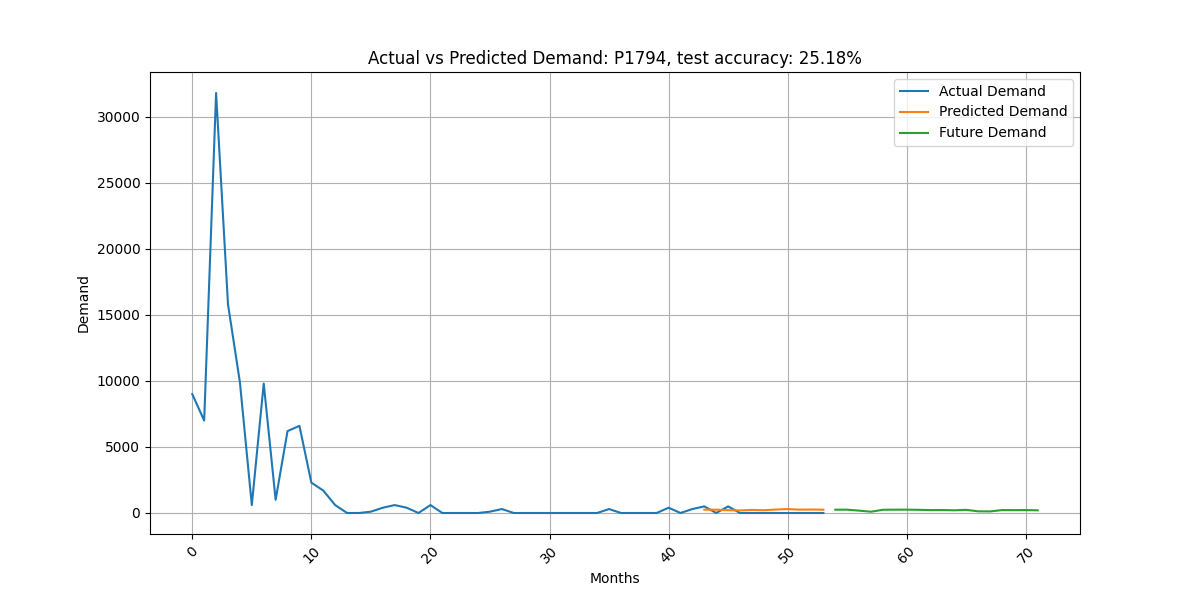 Actual vs Predicted Demand: P1794, test accuracy: 25.18%
Actual Demand
Predicted Demand
Future Demand
30000
25000
20000
15000
10000
5000
0
Demand
0
10
20
30
40
50
60
70
Months